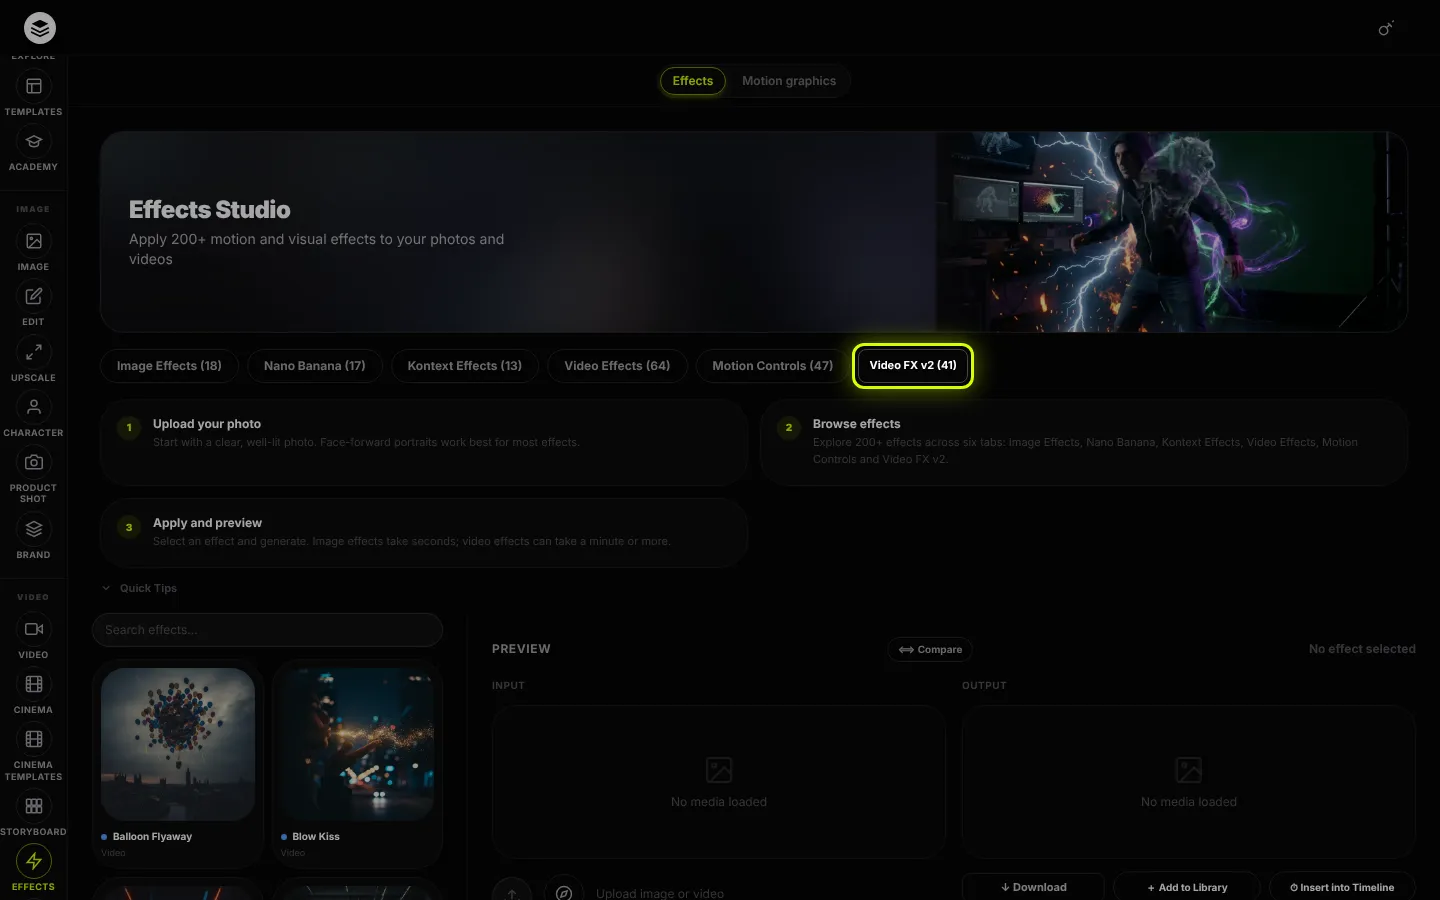 EXPLORE
TEMPLATES
ACADEMY
IMAGE
IMAGE
EDIT
UPSCALE
CHARACTER
PRODUCT
SHOT
BRAND
VIDEO
VIDEO
CINEMA
CINEMA
TEMPLATES
STORYBOARD
EFFECTS
Effects
Motion graphics
Effects Studio
Apply 200+ motion and visual effects to your photos and
videos
Image Effects (18)
Nano Banana (17)
Kontext Effects (13)
Video Effects (64)
Motion Controls (47)
Video FX v2 (41)
1
Upload your photo
Start with a clear, well-lit photo. Face-forward portraits work best for most effects.
2
Browse effects
Explore 200+ effects across six tabs: Image Effects, Nano Banana, Kontext Effects, Video Effects, Motion
Controls and Video FX v2.
3
Apply and preview
Select an effect and generate. Image effects take seconds; video effects can take a minute or more.
Quick Tips
Search effects...
Balloon Flyaway
Video
Blow Kiss
Video
PREVIEW
Compare
No effect selected
INPUT
OUTPUT
No media loaded
No media loaded
Upload image or video
Download
+ Add to Library
Insert into Timeline